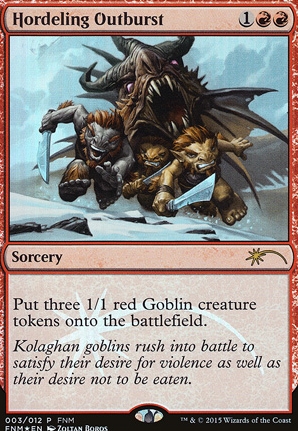 Hordeling Outburst 1
Sorcery
Put three 1/1 red Goblin creature
tokens onto the battlefield.
Kolaghan goblins rush into battle to
satisfy their desire for violence as well as
their desire not to be eaten.
003/012 P FNM
FNM★EN Zoltan Boros
™ & © 2015 Wizards of the Coast